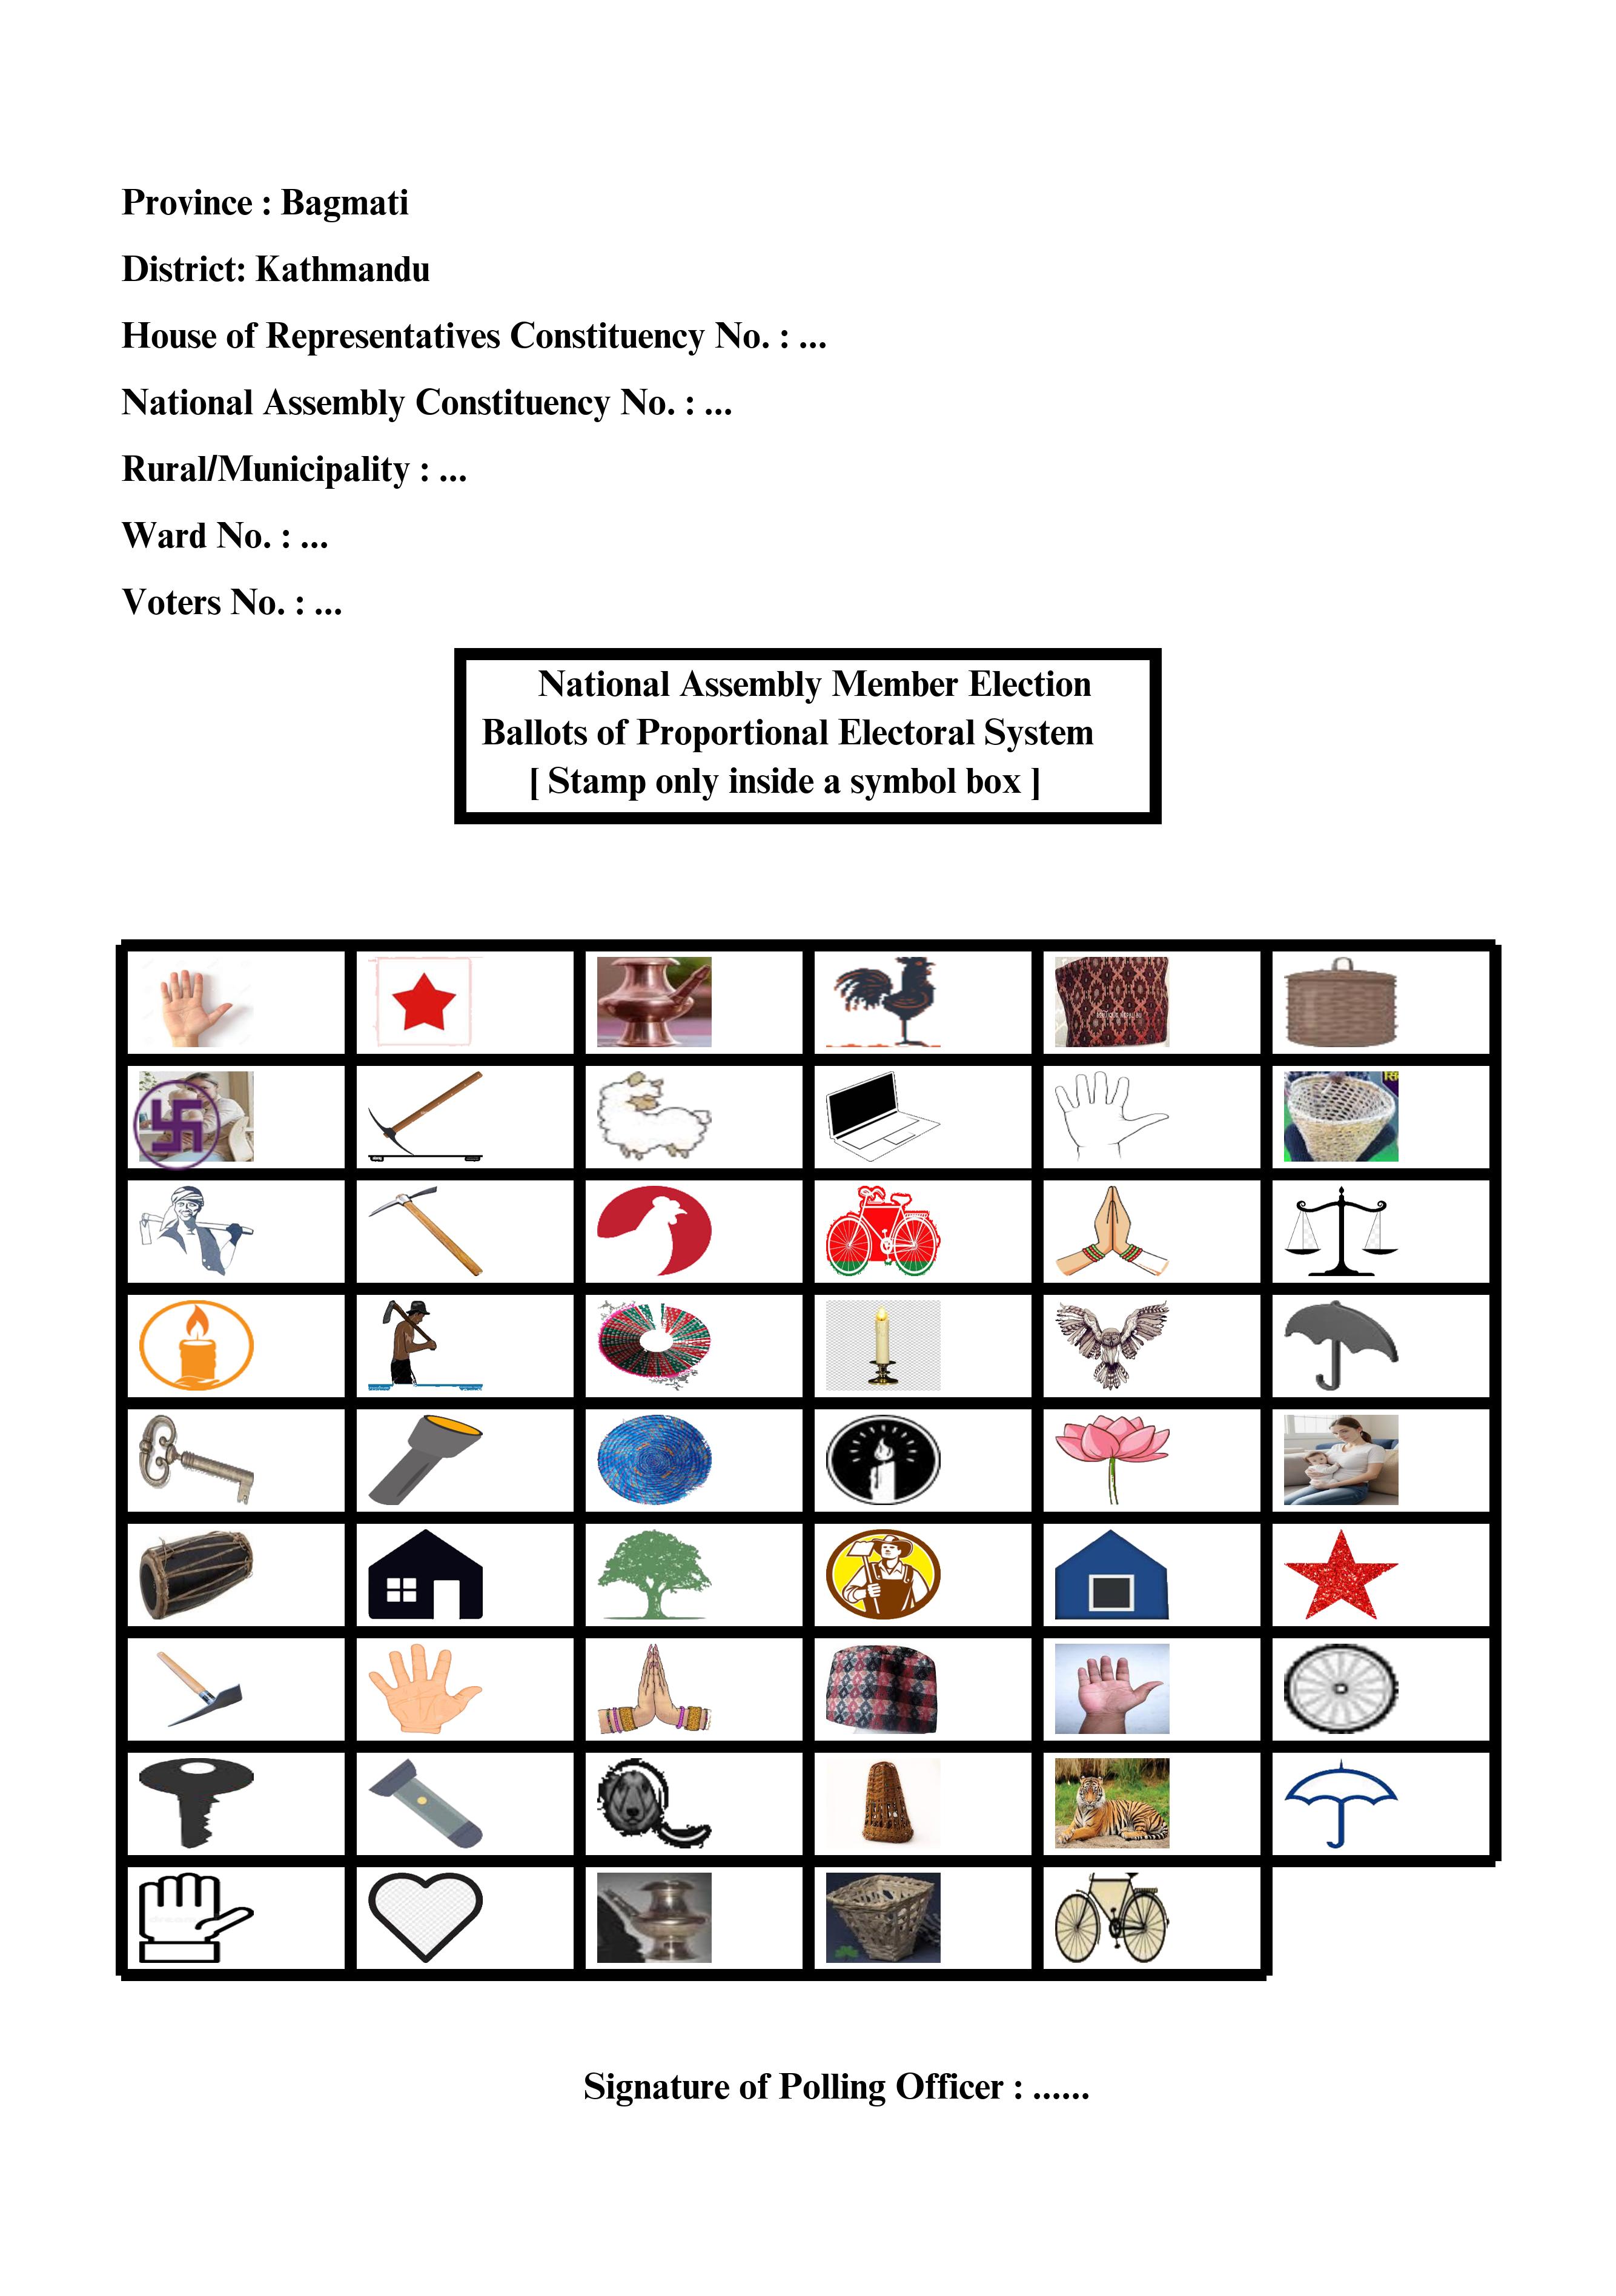 Province : Bagmati
District: Kathmandu
House of Representatives Constituency No. : ...
National Assembly Constituency No. : ...
Rural/Municipality : ...
Ward No. : ...
Voters No. : ...
National Assembly Member Election
Ballots of Proportional Electoral System
[ Stamp only inside a symbol box ]
Signature of Polling Officer : ......